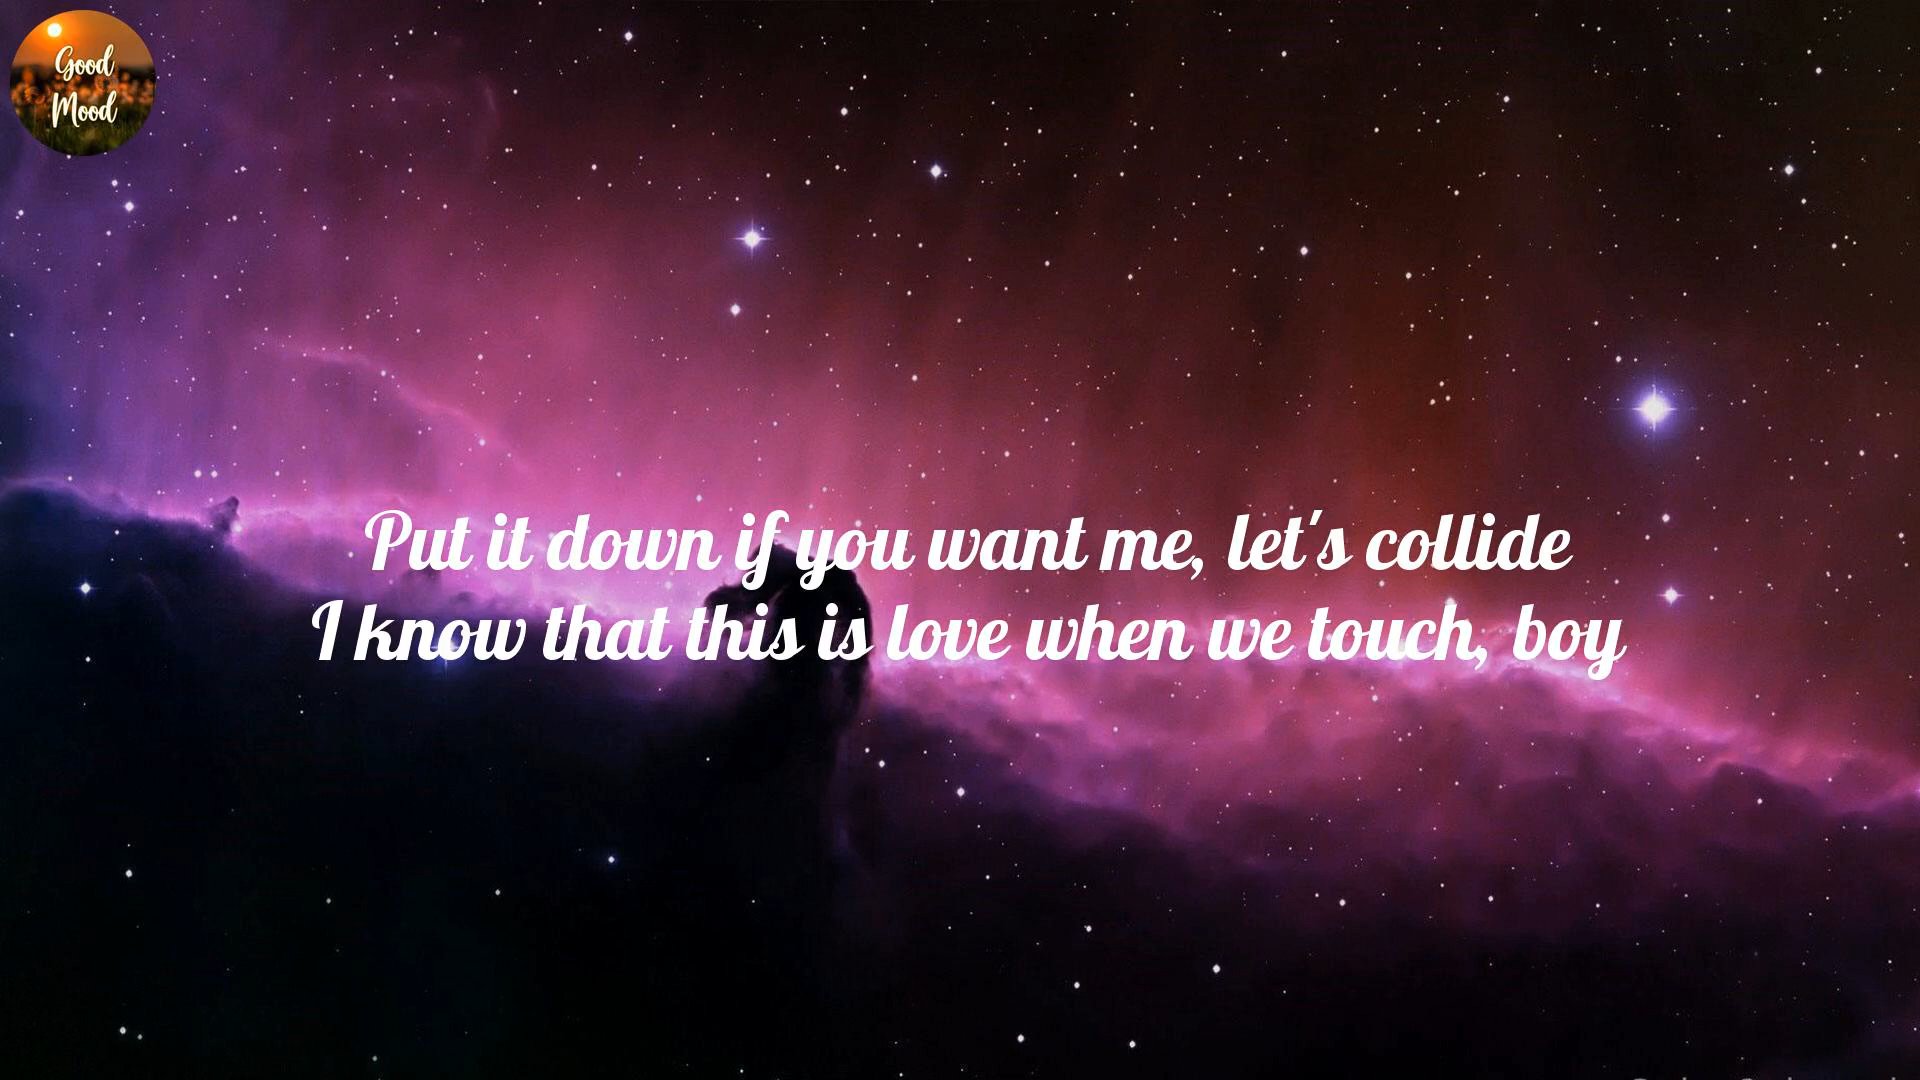 Good
Mood
Put it down if you want me, let's collide
I know that this is love when we touch, boy